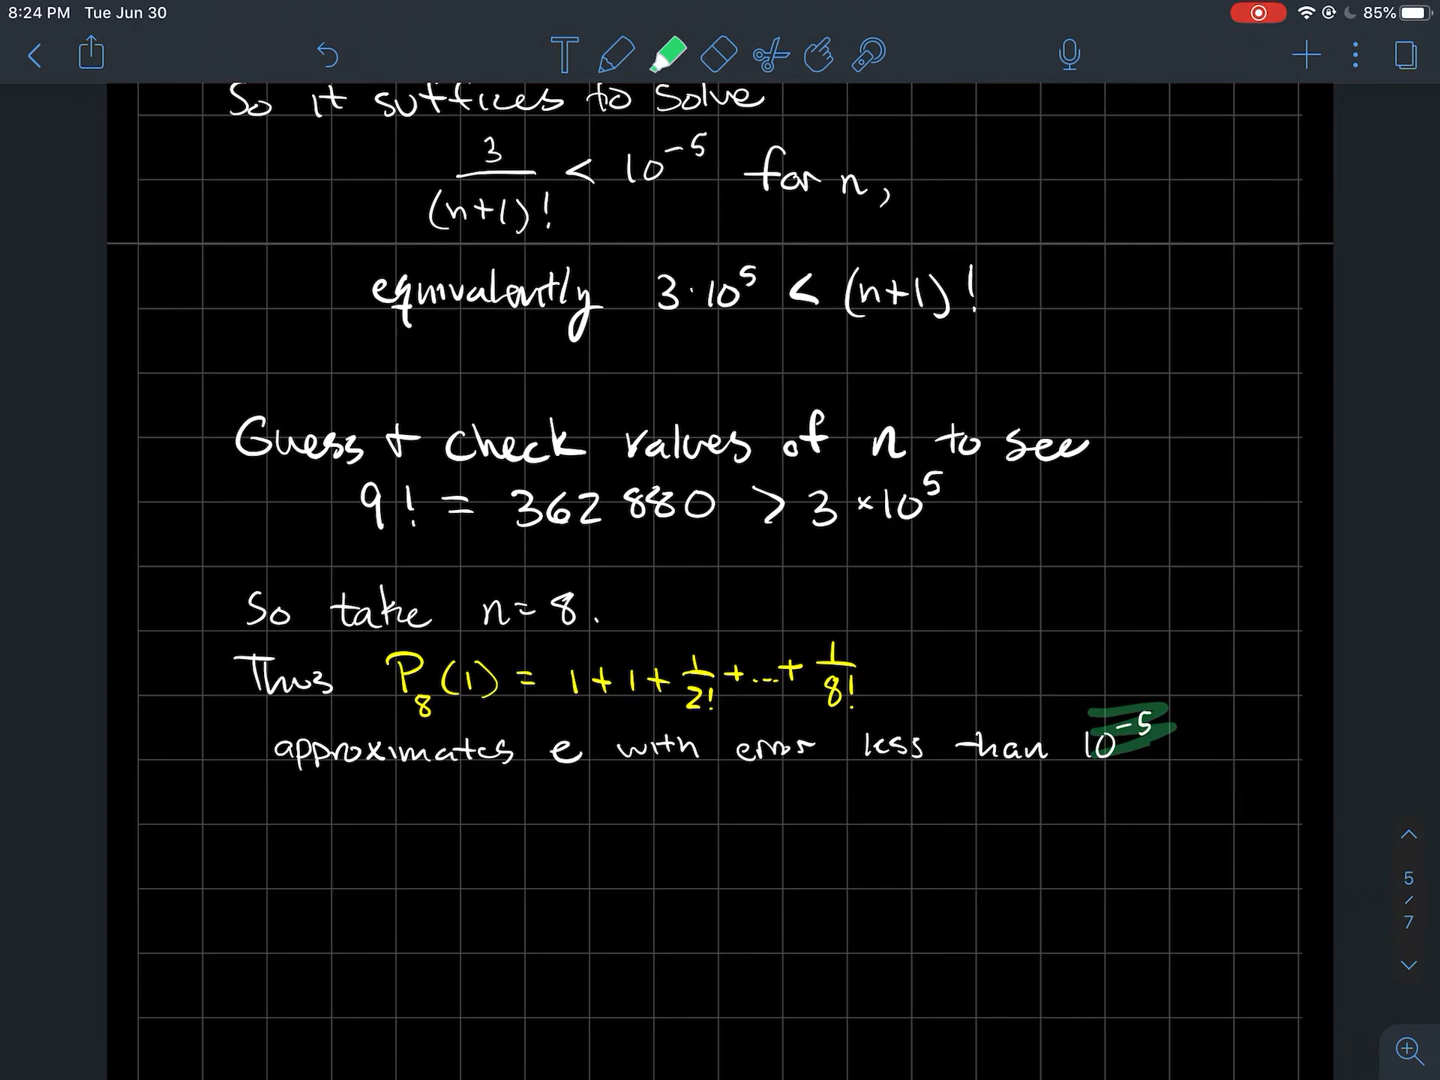 8:24 PM Tue Jun 30
85%
So it suffices to solve
3/(n+1)! < 10^-5 for n,
equivalently 3·10^5 < (n+1)!
Guess + check values of n to see
9! = 362 880 > 3 × 10^5
So take n = 8.
Thus P_8(1) = 1 + 1 + 1/2! + ... + 1/8!
approximates e with error less than 10^-5
5
/
7